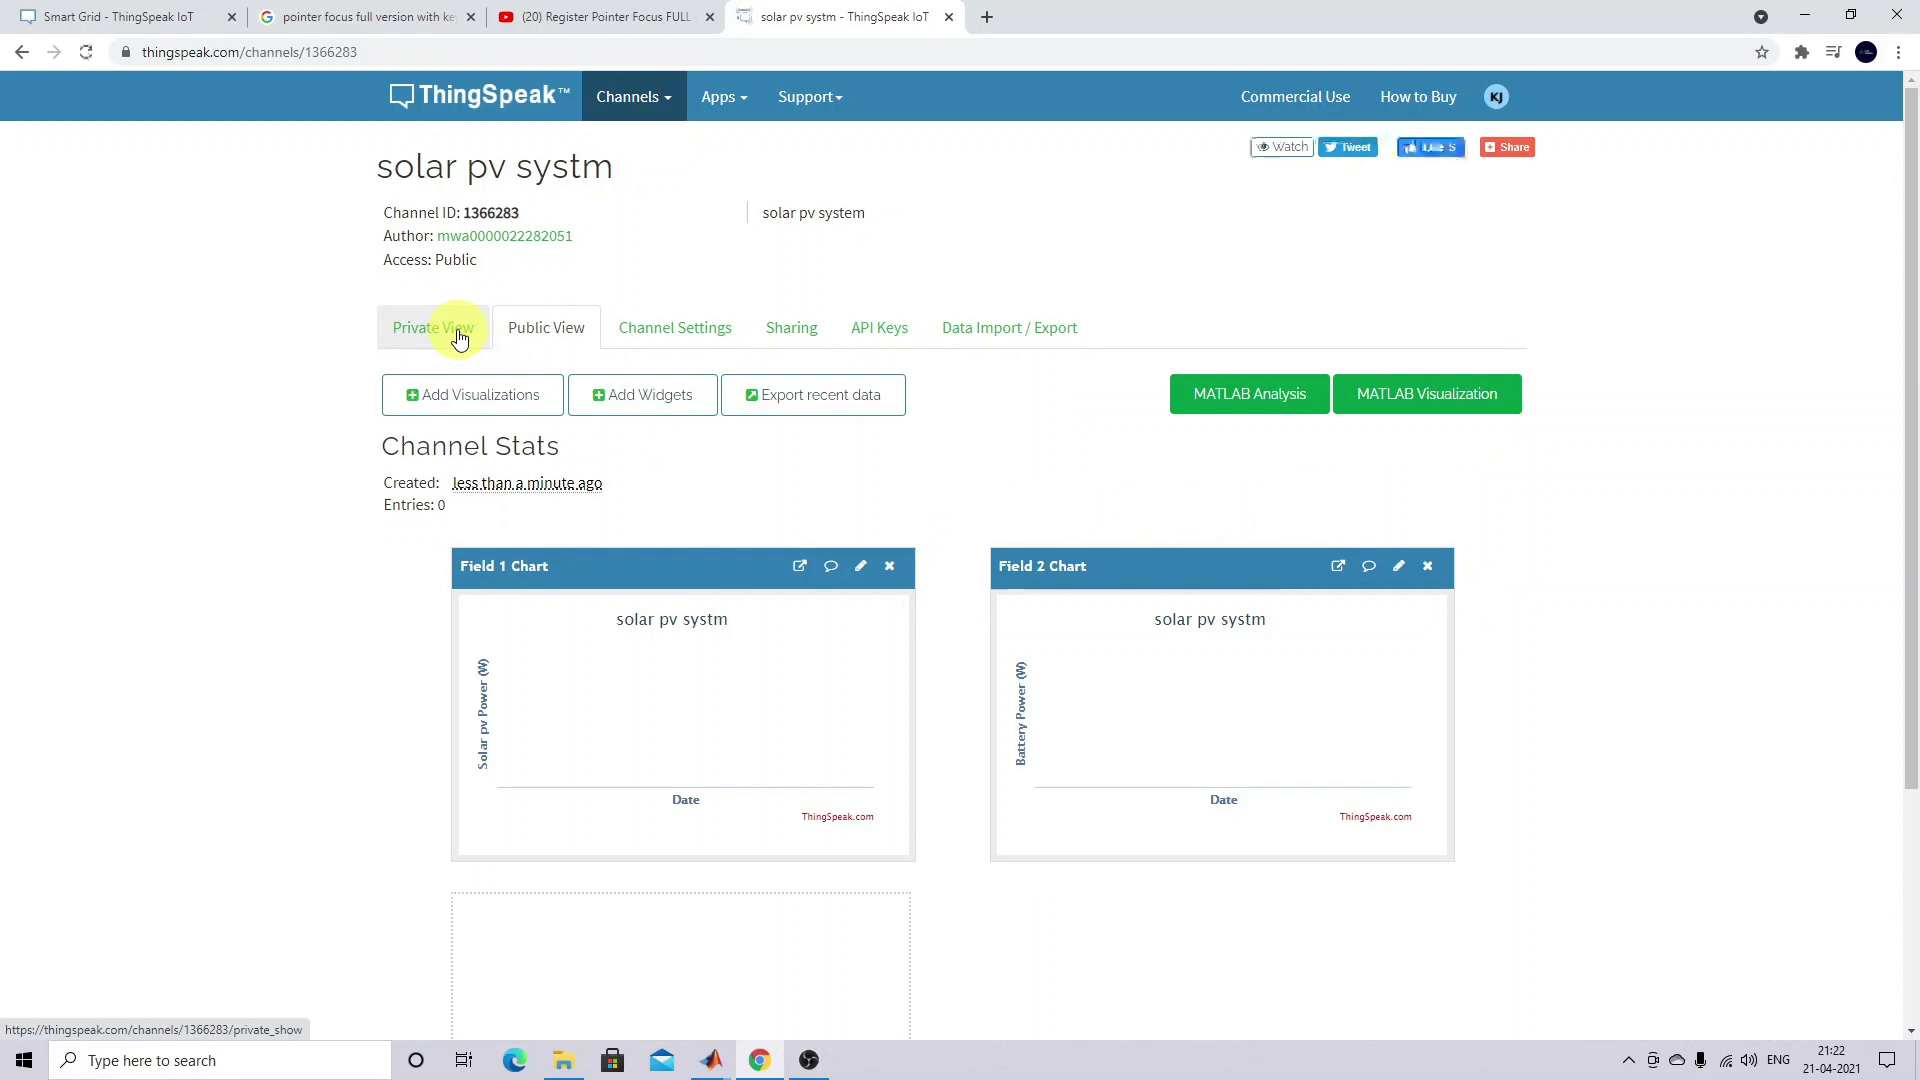 Smart Grid - ThingSpeak IoT
pointer focus full version with ke
(20) Register Pointer Focus FULL
solar pv systm - ThingSpeak IoT
thingspeak.com/channels/1366283
ThingSpeak™
Channels
Apps
Support
Commercial Use
How to Buy
KJ
Watch
Tweet
Share
solar pv systm
Channel ID: 1366283
Author: mwa0000022282051
Access: Public
solar pv system
Private View
Public View
Channel Settings
Sharing
API Keys
Data Import / Export
Add Visualizations
Add Widgets
Export recent data
MATLAB Analysis
MATLAB Visualization
Channel Stats
Created: less than a minute ago
Entries: 0
Field 1 Chart
solar pv systm
Solar pv Power (W)
Date
ThingSpeak.com
Field 2 Chart
solar pv systm
Battery Power (W)
Date
ThingSpeak.com
https://thingspeak.com/channels/1366283/private_show
Type here to search
ENG
21:22
21-04-2021